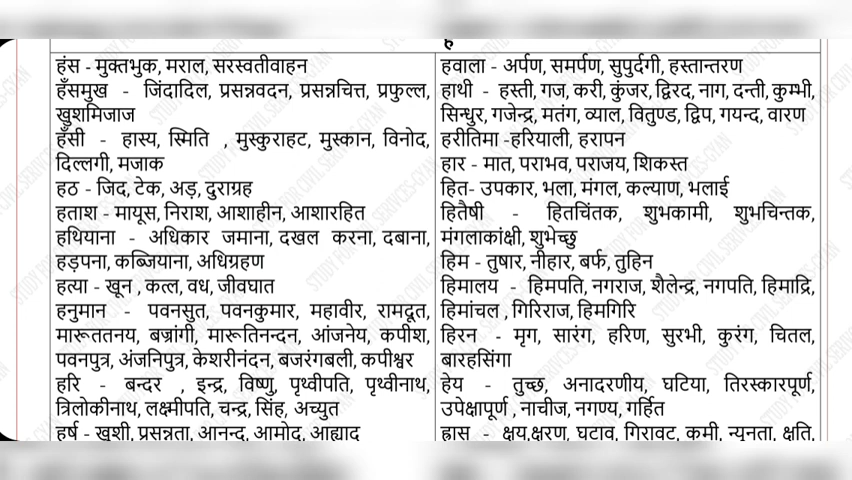 ह
हंस - मुक्तभुक, मराल, सरस्वतीवाहन
हँसमुख - जिंदादिल, प्रसन्नवदन, प्रसन्नचित्त, प्रफुल्ल,
खुशमिजाज
हँसी - हास्य, स्मिति , मुस्कुराहट, मुस्कान, विनोद,
दिल्लगी, मजाक
हठ - जिद, टेक, अड़, दुराग्रह
हताश - मायूस, निराश, आशाहीन, आशारहित
हथियाना - अधिकार जमाना, दखल करना, दबाना,
हड़पना, कब्जियाना, अधिग्रहण
हत्या - खून , कत्ल, वध, जीवघात
हनुमान - पवनसुत, पवनकुमार, महावीर, रामदूत,
मारूततनय, बज्रांगी, मारूतिनन्दन, आंजनेय, कपीश,
पवनपुत्र, अंजनिपुत्र, केशरीनंदन, बजरंगबली, कपीश्वर
हरि - बन्दर , इन्द्र, विष्णु, पृथ्वीपति, पृथ्वीनाथ,
त्रिलोकीनाथ, लक्ष्मीपति, चन्द्र, सिंह, अच्युत
हर्ष - खुशी, प्रसन्नता, आनन्द, आमोद, आह्याद
हवाला - अर्पण, समर्पण, सुपुर्दगी, हस्तान्तरण
हाथी - हस्ती, गज, करी, कुंजर, द्विरद, नाग, दन्ती, कुम्भी,
सिन्धुर, गजेन्द्र, मतंग, व्याल, वितुण्ड, द्विप, गयन्द, वारण
हरीतिमा -हरियाली, हरापन
हार - मात, पराभव, पराजय, शिकस्त
हित- उपकार, भला, मंगल, कल्याण, भलाई
हितैषी - हितचिंतक, शुभकामी, शुभचिन्तक,
मंगलाकांक्षी, शुभेच्छु
हिम - तुषार, नीहार, बर्फ, तुहिन
हिमालय - हिमपति, नगराज, शैलेन्द्र, नगपति, हिमाद्रि,
हिमांचल , गिरिराज, हिमगिरि
हिरन - मृग, सारंग, हरिण, सुरभी, कुरंग, चितल,
बारहसिंगा
हेय - तुच्छ, अनादरणीय, घटिया, तिरस्कारपूर्ण,
उपेक्षापूर्ण , नाचीज, नगण्य, गर्हित
ह्रास - क्षय,क्षरण, घटाव, गिरावट, कमी, न्यूनता, क्षति,
STUDY FOR CIVIL SERIVICES-GYAN